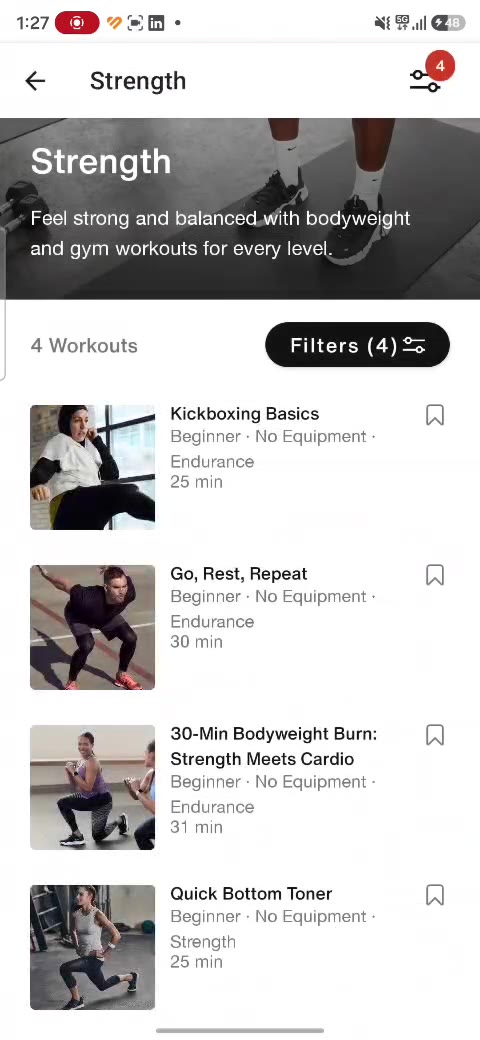 1:27
5G
48
Strength
4
Strength
Feel strong and balanced with bodyweight
and gym workouts for every level.
4 Workouts
Filters (4)
Kickboxing Basics
Beginner · No Equipment ·
Endurance
25 min
Go, Rest, Repeat
Beginner · No Equipment ·
Endurance
30 min
30-Min Bodyweight Burn:
Strength Meets Cardio
Beginner · No Equipment ·
Endurance
31 min
Quick Bottom Toner
Beginner · No Equipment ·
Strength
25 min